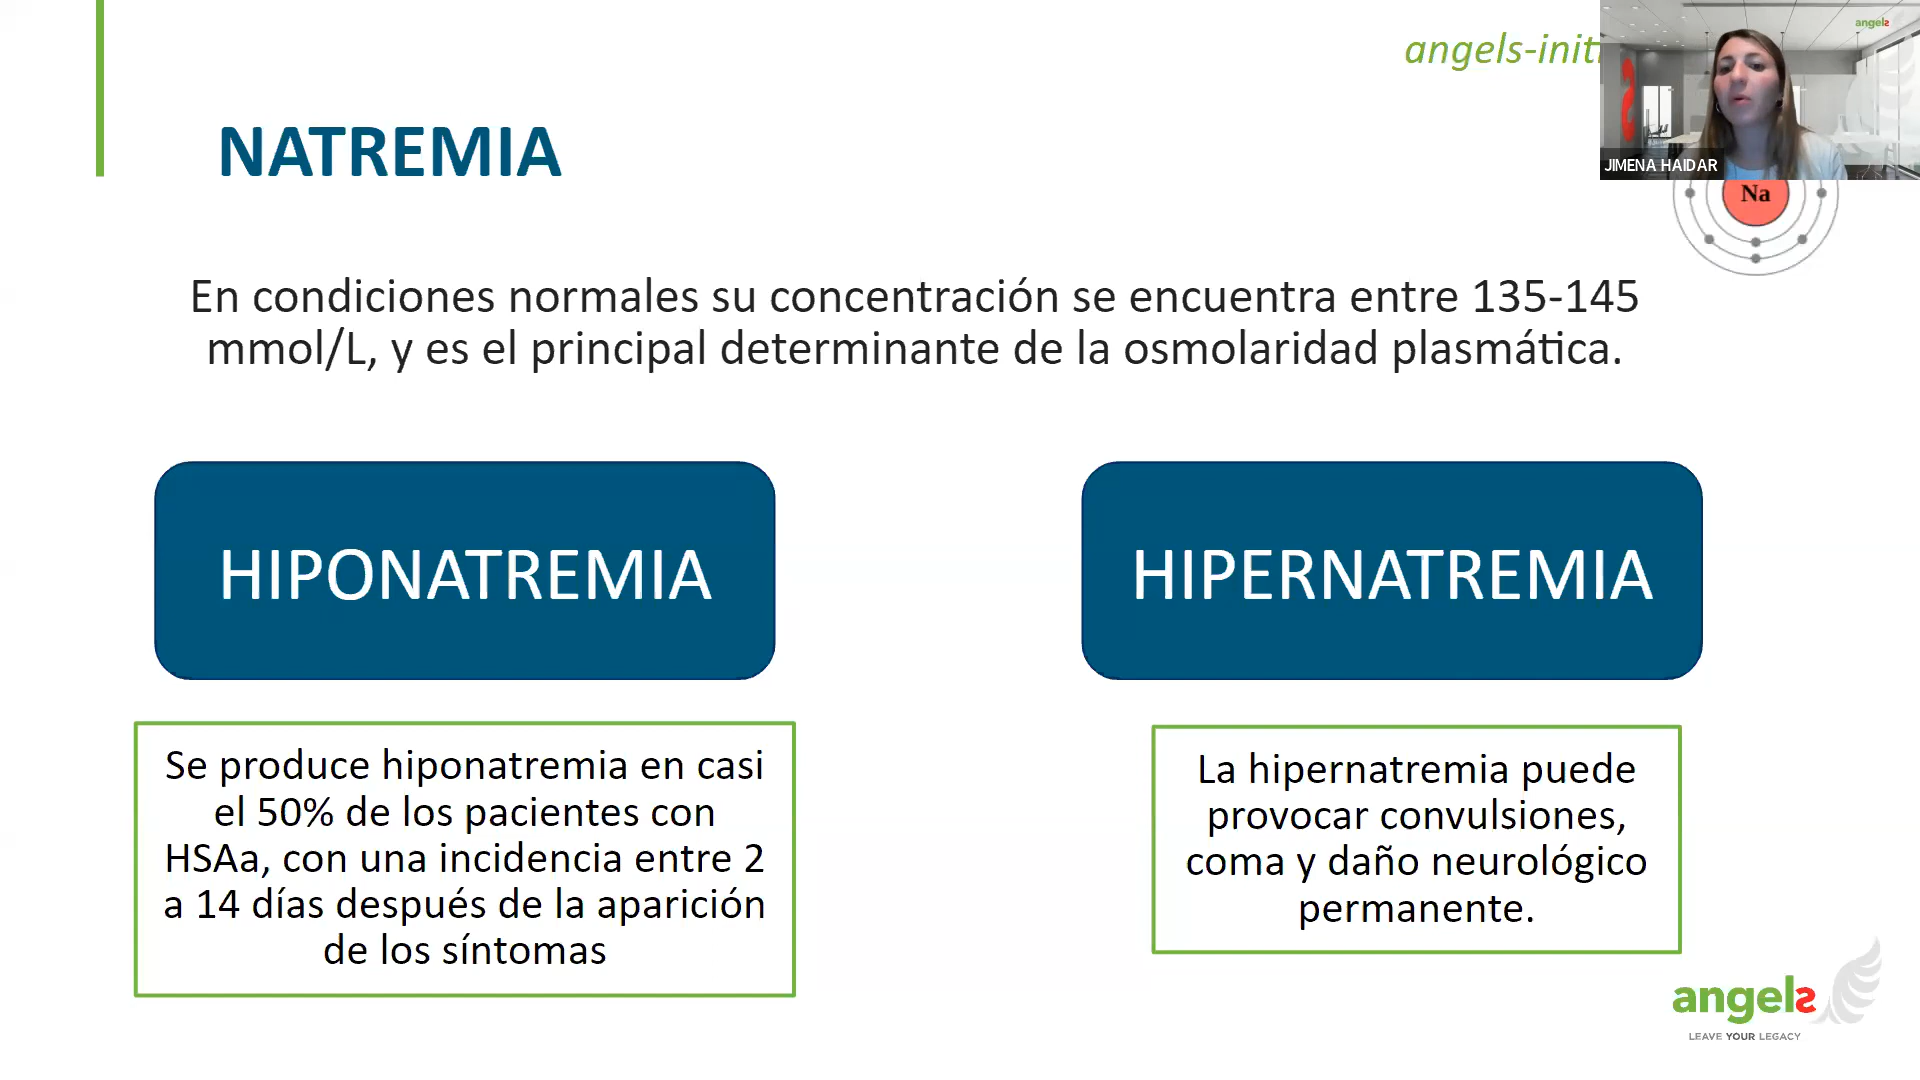 angels-initi
angels
JIMENA HAIDAR
NATREMIA
Na
En condiciones normales su concentración se encuentra entre 135-145
mmol/L, y es el principal determinante de la osmolaridad plasmática.
HIPONATREMIA
HIPERNATREMIA
Se produce hiponatremia en casi
el 50% de los pacientes con
HSAa, con una incidencia entre 2
a 14 días después de la aparición
de los síntomas
La hipernatremia puede
provocar convulsiones,
coma y daño neurológico
permanente.
angels
LEAVE YOUR LEGACY